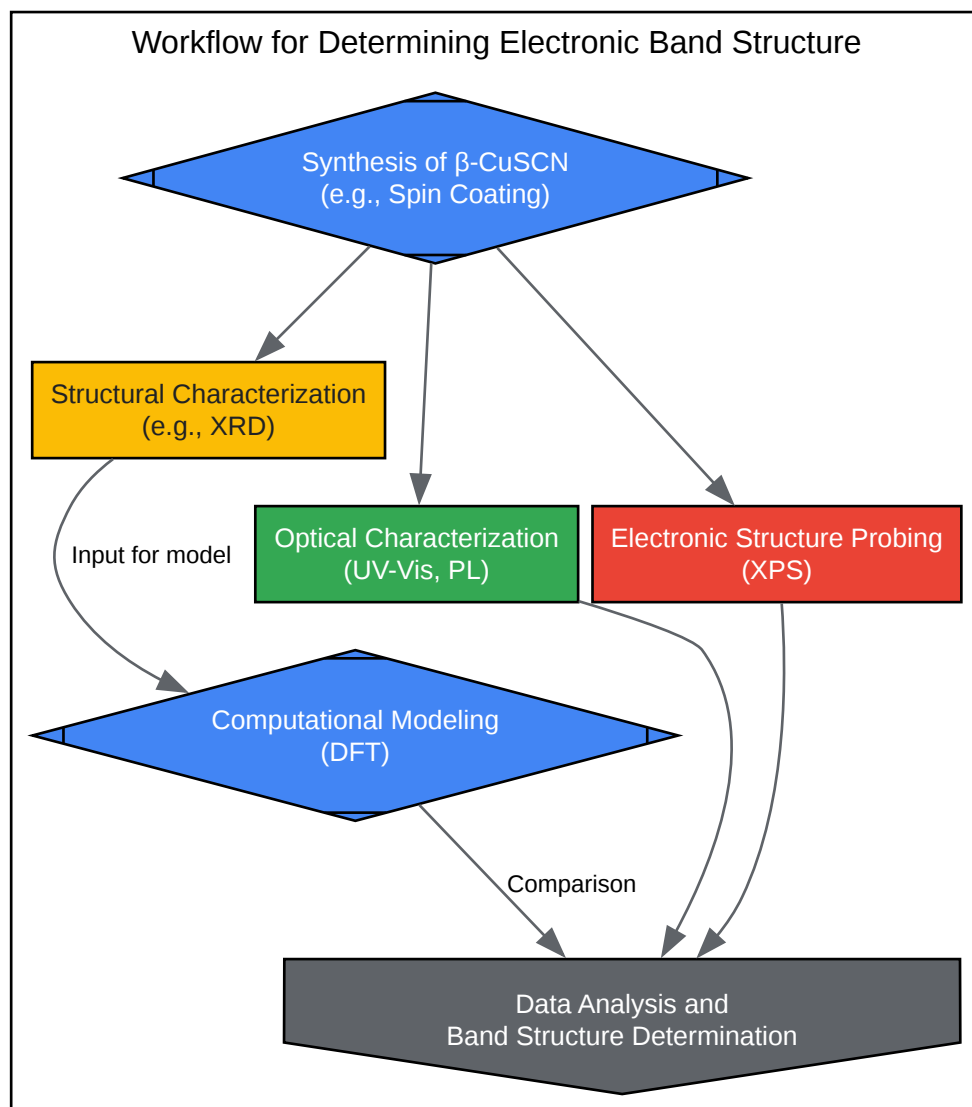 Workflow for Determining Electronic Band Structure
Synthesis of β-CuSCN
(e.g., Spin Coating)
Structural Characterization
(e.g., XRD)
Input for model
Optical Characterization
(UV-Vis, PL)
Electronic Structure Probing
(XPS)
Computational Modeling
(DFT)
Comparison
Data Analysis and
Band Structure Determination